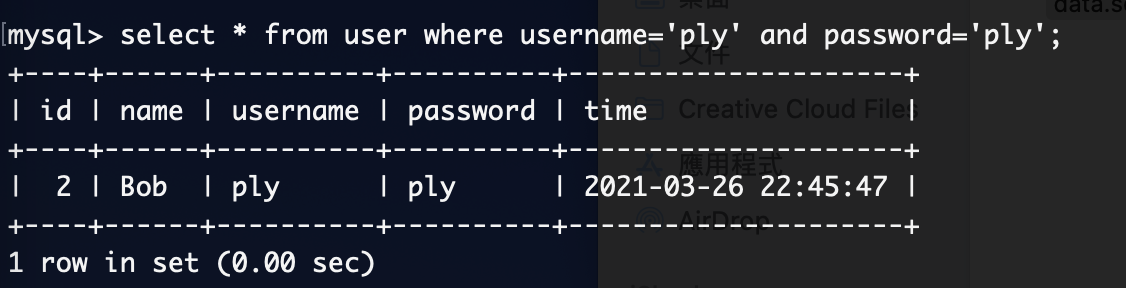 桌面
data.s
mysql> select * from user where username='ply' and password='ply';
文件
+----+------+----------+----------+---------------------+
| id | name | username | password | time                |
Creative Cloud Files
+----+------+----------+----------+---------------------+
應用程式
|  2 | Bob  | ply      | ply      | 2021-03-26 22:45:47 |
AirDrop
+----+------+----------+----------+---------------------+
1 row in set (0.00 sec)